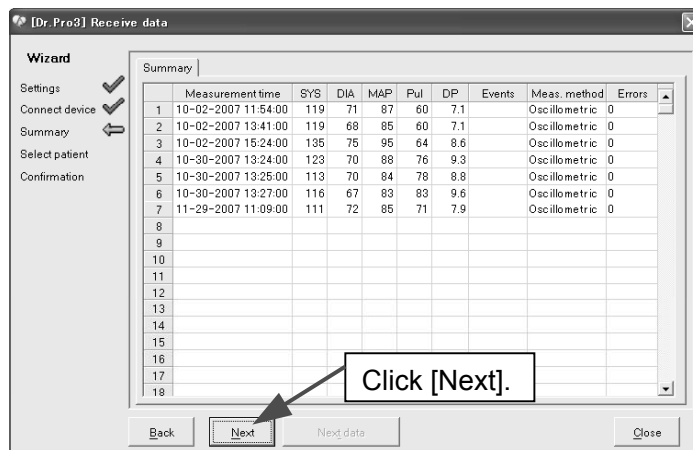 [Dr.Pro3] Receive data
Wizard
Settings
Connect device
Summary
Select patient
Confirmation
Summary
Measurement time SYS DIA MAP Pul DP Events Meas. method Errors
1 10-02-2007 11:54:00 119 71 87 60 7.1 Oscillometric 0
2 10-02-2007 13:41:00 119 68 85 60 7.1 Oscillometric 0
3 10-02-2007 15:24:00 135 75 95 64 8.6 Oscillometric 0
4 10-30-2007 13:24:00 123 70 88 76 9.3 Oscillometric 0
5 10-30-2007 13:25:00 113 70 84 78 8.8 Oscillometric 0
6 10-30-2007 13:27:00 116 67 83 83 9.6 Oscillometric 0
7 11-29-2007 11:09:00 111 72 85 71 7.9 Oscillometric 0
8
9
10
11
12
13
14
15
16
17
18
Click [Next].
Back Next Next data Close